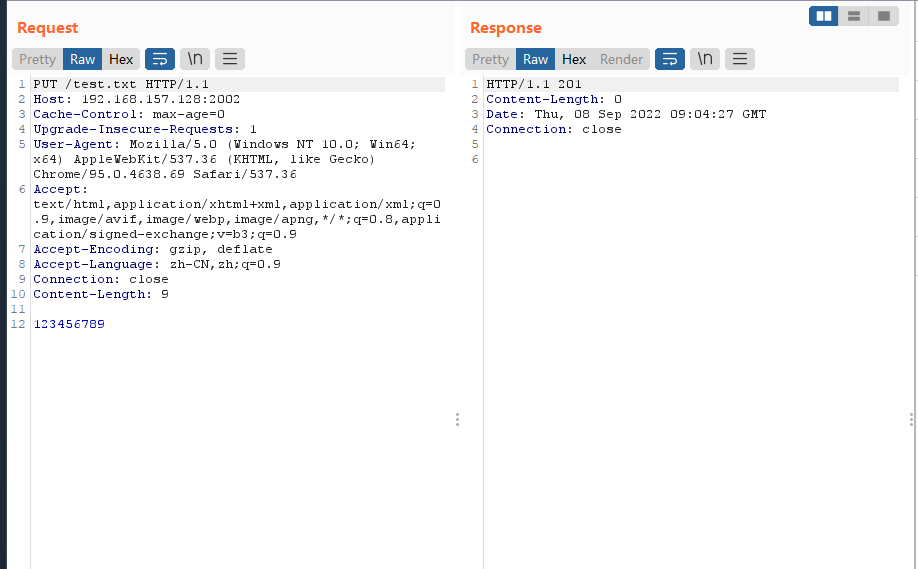 Request
Pretty Raw Hex \n
1 PUT /test.txt HTTP/1.1
2 Host: 192.168.157.128:2002
3 Cache-Control: max-age=0
4 Upgrade-Insecure-Requests: 1
5 User-Agent: Mozilla/5.0 (Windows NT 10.0; Win64;
x64) AppleWebKit/537.36 (KHTML, like Gecko)
Chrome/95.0.4638.69 Safari/537.36
6 Accept:
text/html,application/xhtml+xml,application/xml;q=0
.9,image/avif,image/webp,image/apng,*/*;q=0.8,appli
cation/signed-exchange;v=b3;q=0.9
7 Accept-Encoding: gzip, deflate
8 Accept-Language: zh-CN,zh;q=0.9
9 Connection: close
10 Content-Length: 9
11
12 123456789
Response
Pretty Raw Hex Render \n
1 HTTP/1.1 201
2 Content-Length: 0
3 Date: Thu, 08 Sep 2022 09:04:27 GMT
4 Connection: close
5
6